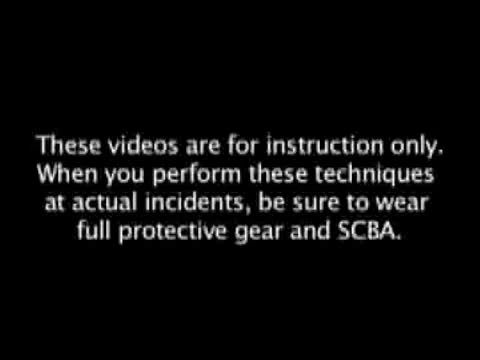 These videos are for instruction only.
When you perform these techniques
at actual incidents, be sure to wear
full protective gear and SCBA.